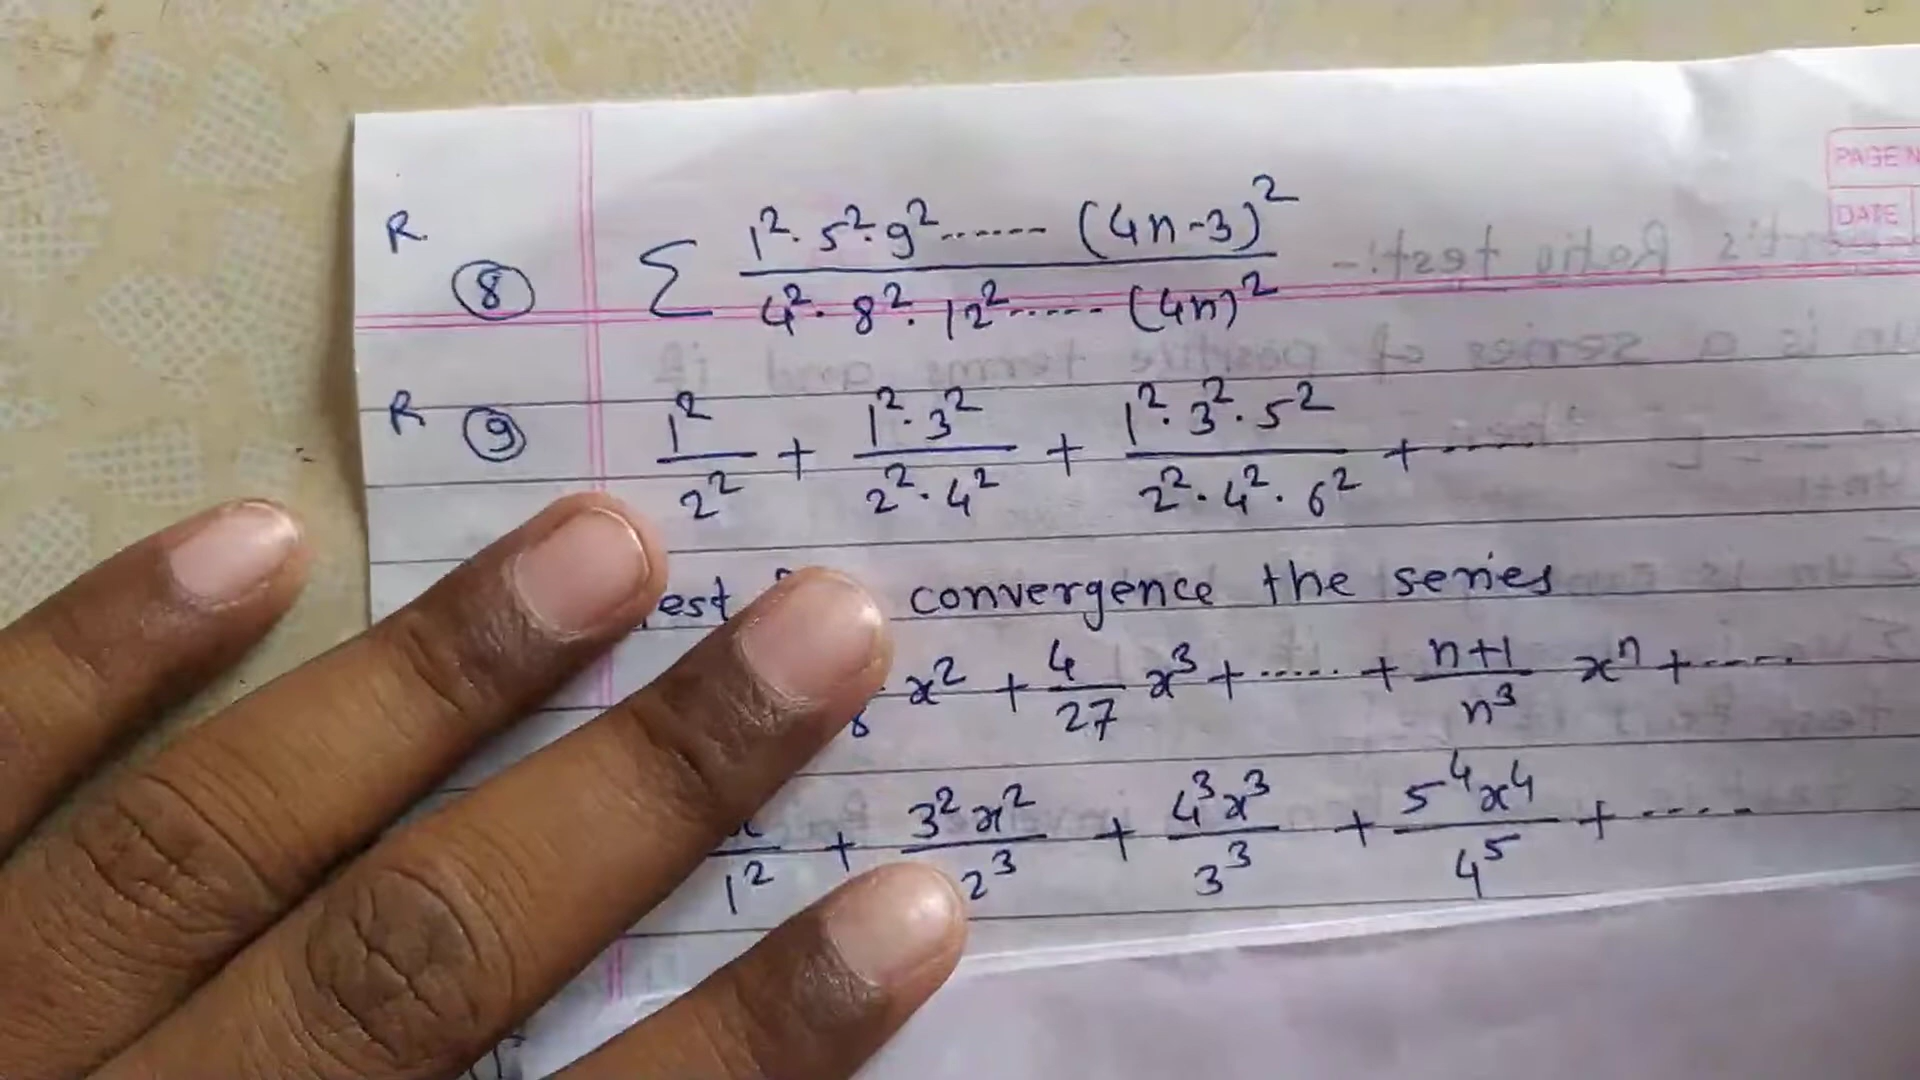 PAGE N
DATE
R. ⑧ Σ 1²·5²·9²......(4n-3)² / 4²·8²·12²......(4n)²
R ⑨ 1²/2² + 1²·3²/2²·4² + 1²·3²·5²/2²·4²·6² + ......
est convergence the series
8 x² + 4/27 x³ + ...... + n+1/n³ xⁿ + ......
1² + 3²x²/2³ + 4³x³/3³ + 5⁴x⁴/4⁵ + ......